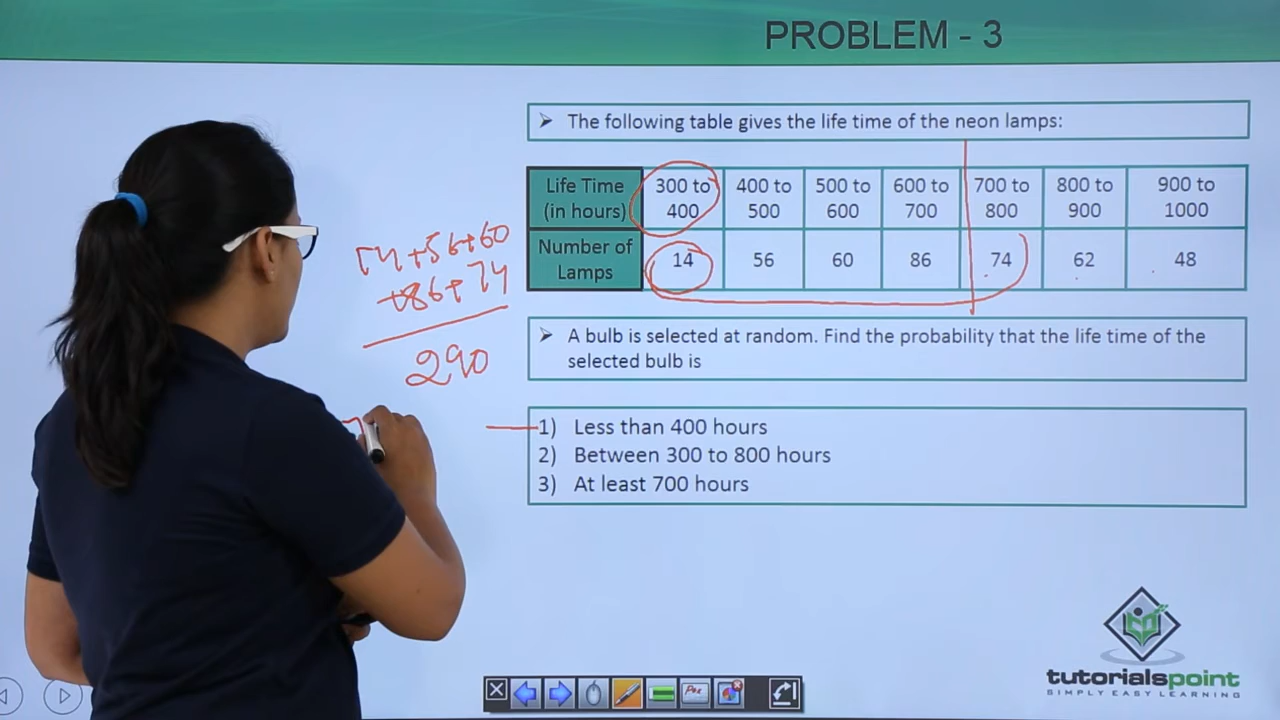 PROBLEM - 3
➢ The following table gives the life time of the neon lamps:
Life Time (in hours) 300 to 400 400 to 500 500 to 600 600 to 700 700 to 800 800 to 900 900 to 1000
Number of Lamps 14 56 60 86 74 62 48
14+56+60
+86+74
290
➢ A bulb is selected at random. Find the probability that the life time of the
selected bulb is
1) Less than 400 hours
2) Between 300 to 800 hours
3) At least 700 hours
tutorialspoint
SIMPLY EASY LEARNING